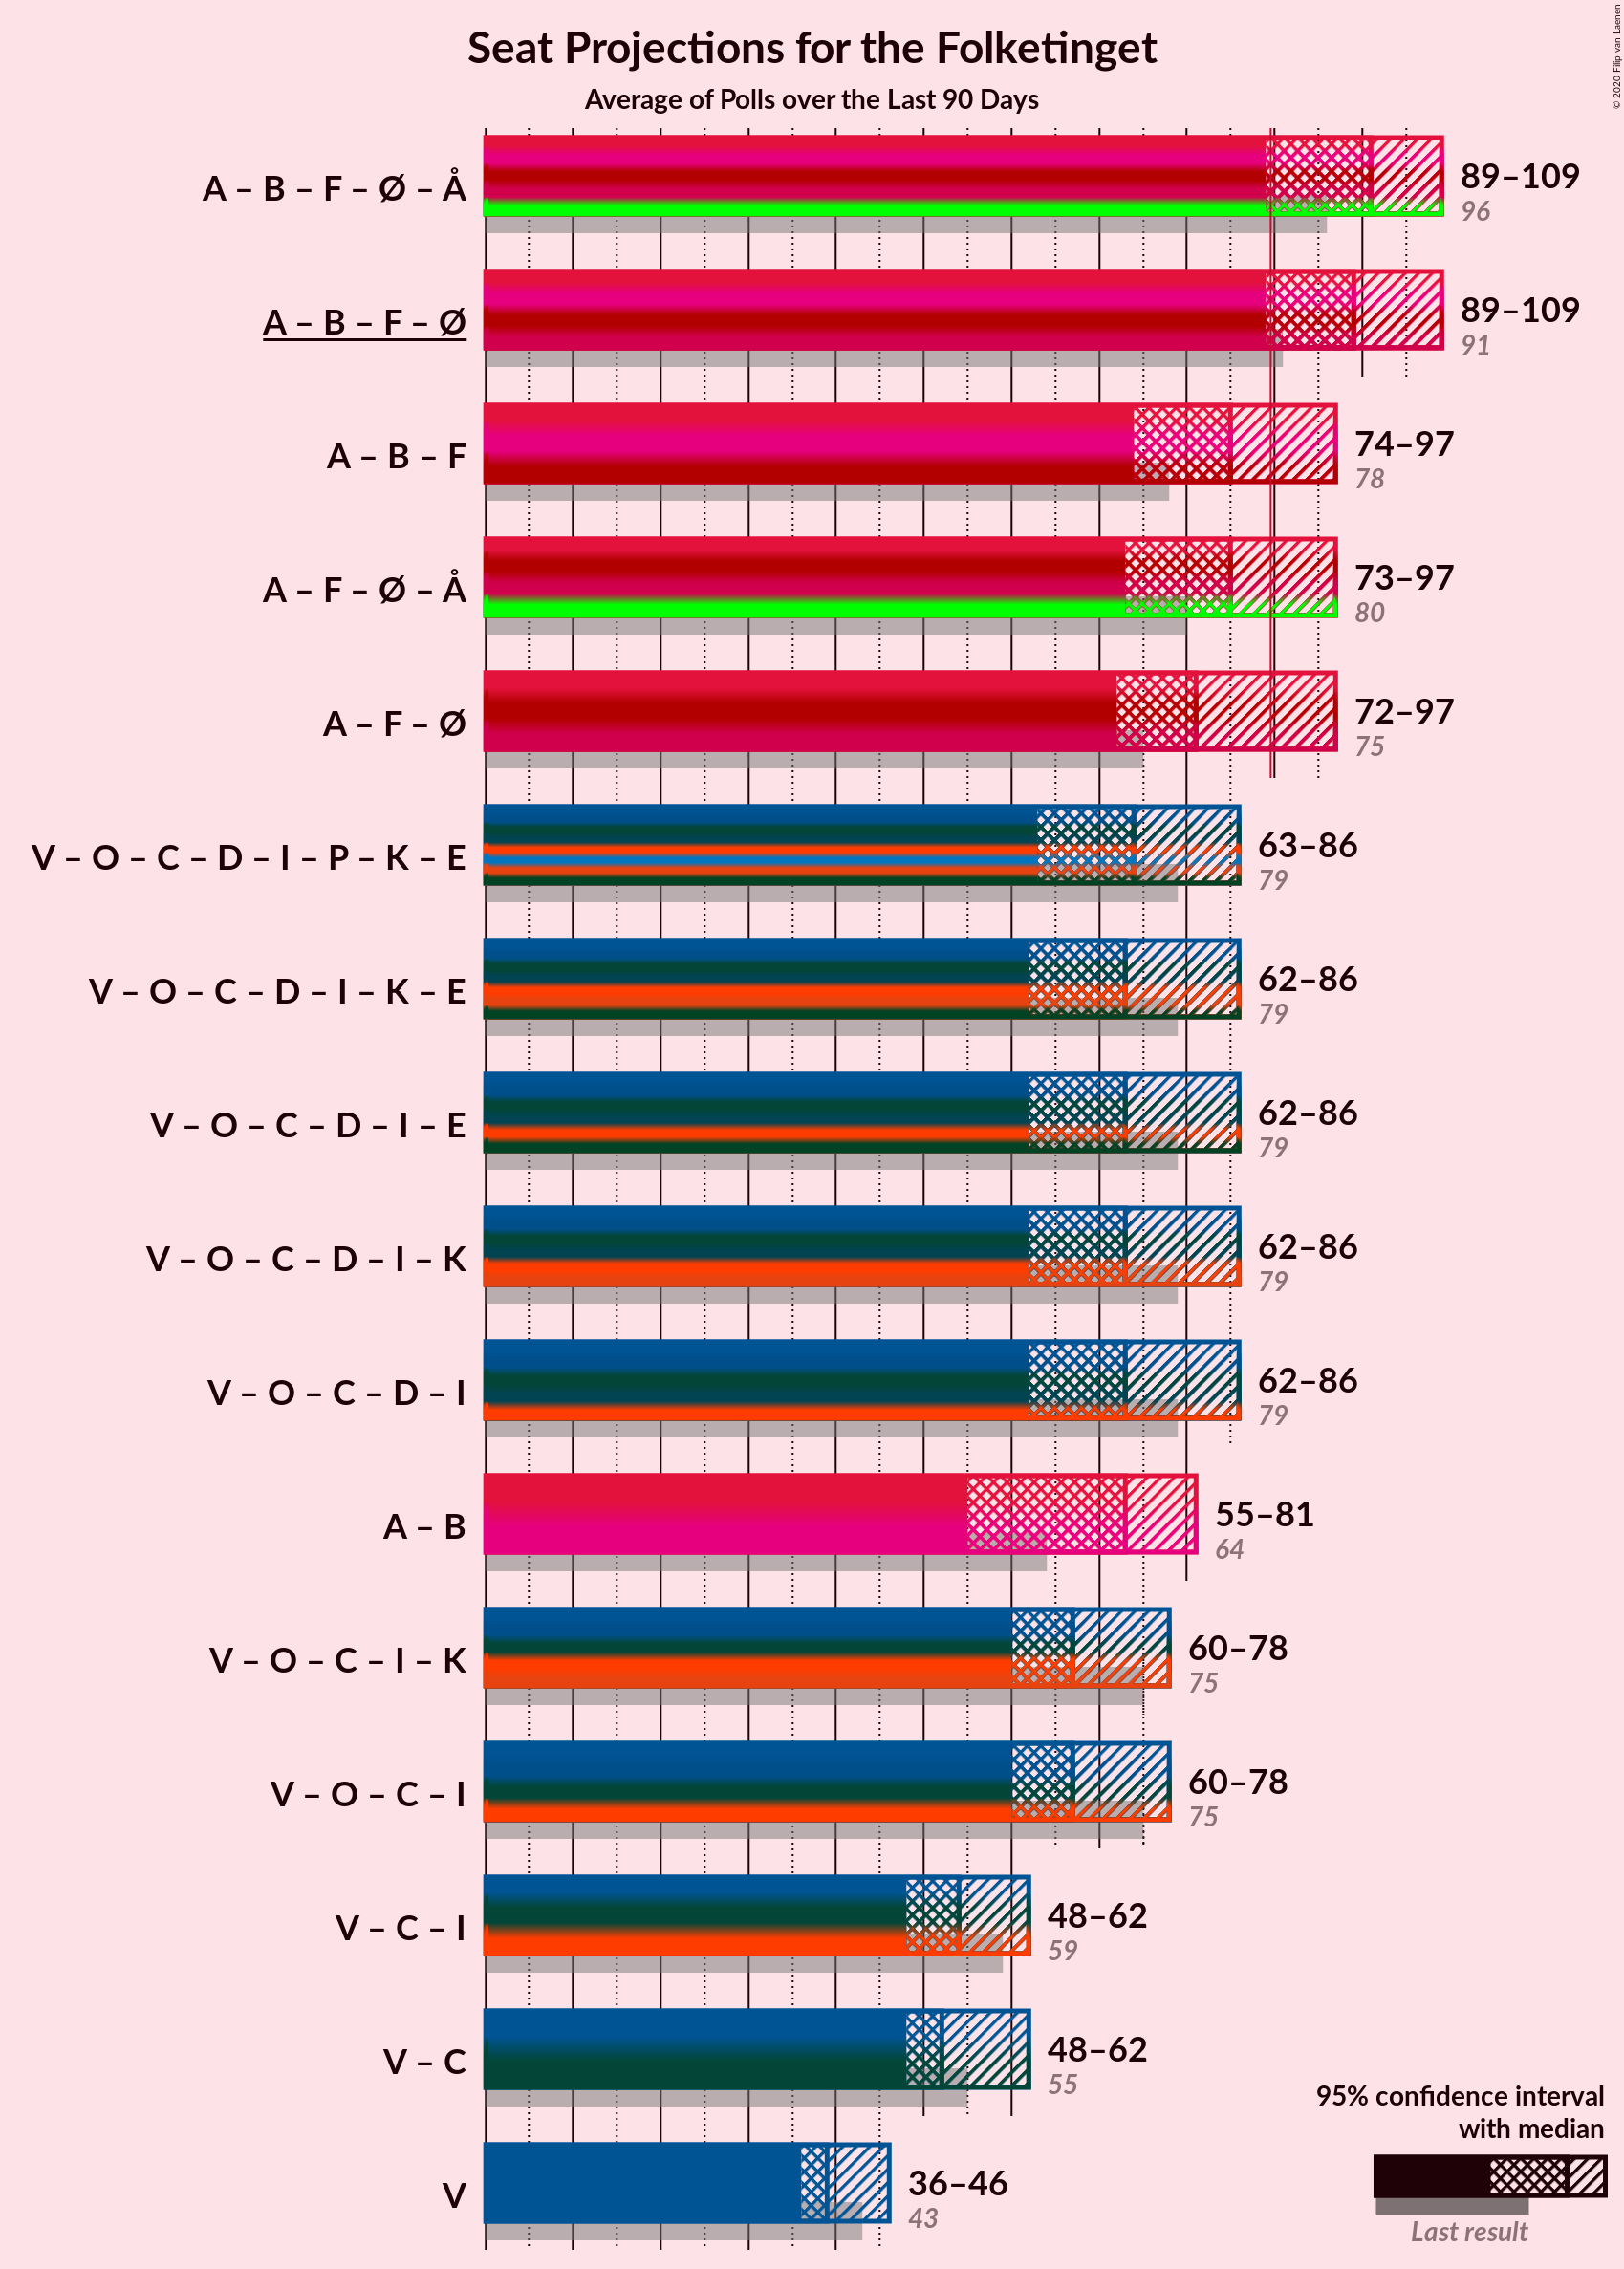 © 2020 Filip van Laenen
Seat Projections for the Folketinget
Average of Polls over the Last 90 Days
A – B – F – Ø – Å
89–109
96
A – B – F – Ø
89–109
91
A – B – F
74–97
78
A – F – Ø – Å
73–97
80
A – F – Ø
72–97
75
V – O – C – D – I – P – K – E
63–86
79
V – O – C – D – I – K – E
62–86
79
V – O – C – D – I – E
62–86
79
V – O – C – D – I – K
62–86
79
V – O – C – D – I
62–86
79
A – B
55–81
64
V – O – C – I – K
60–78
75
V – O – C – I
60–78
75
V – C – I
48–62
59
V – C
48–62
55
V
36–46
43
95% confidence interval
with median
Last result